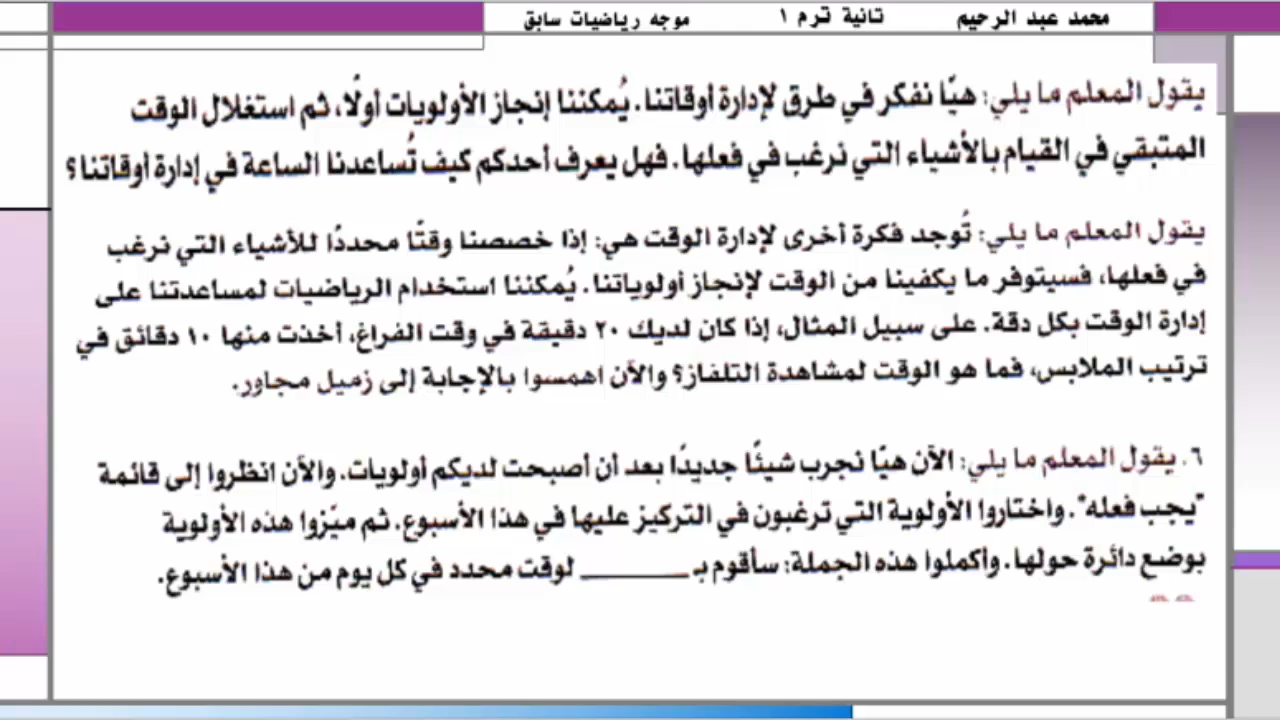 محمد عبد الرحيم تانية ترم ١ موجه رياضيات سابق
يقول المعلم ما يلي: هيّا نفكر في طرق لإدارة أوقاتنا. يُمكننا إنجاز الأولويات أولًا، ثم استغلال الوقت
المتبقي في القيام بالأشياء التي نرغب في فعلها. فهل يعرف أحدكم كيف تُساعدنا الساعة في إدارة أوقاتنا؟
يقول المعلم ما يلي: تُوجد فكرة أخرى لإدارة الوقت هي: إذا خصصنا وقتًا محددًا للأشياء التي نرغب
في فعلها، فسيتوفر ما يكفينا من الوقت لإنجاز أولوياتنا. يُمكننا استخدام الرياضيات لمساعدتنا على
إدارة الوقت بكل دقة. على سبيل المثال، إذا كان لديك ٢٠ دقيقة في وقت الفراغ، أخذت منها ١٠ دقائق في
ترتيب الملابس، فما هو الوقت لمشاهدة التلفاز؟ والآن اهمسوا بالإجابة إلى زميل مجاور.
٦. يقول المعلم ما يلي: الآن هيّا نجرب شيئًا جديدًا بعد أن أصبحت لديكم أولويات. والآن انظروا إلى قائمة
"يجب فعله". واختاروا الأولوية التي ترغبون في التركيز عليها في هذا الأسبوع. ثم ميّزوا هذه الأولوية
بوضع دائرة حولها. وأكملوا هذه الجملة: سأقوم بـ ________ لوقت محدد في كل يوم من هذا الأسبوع.